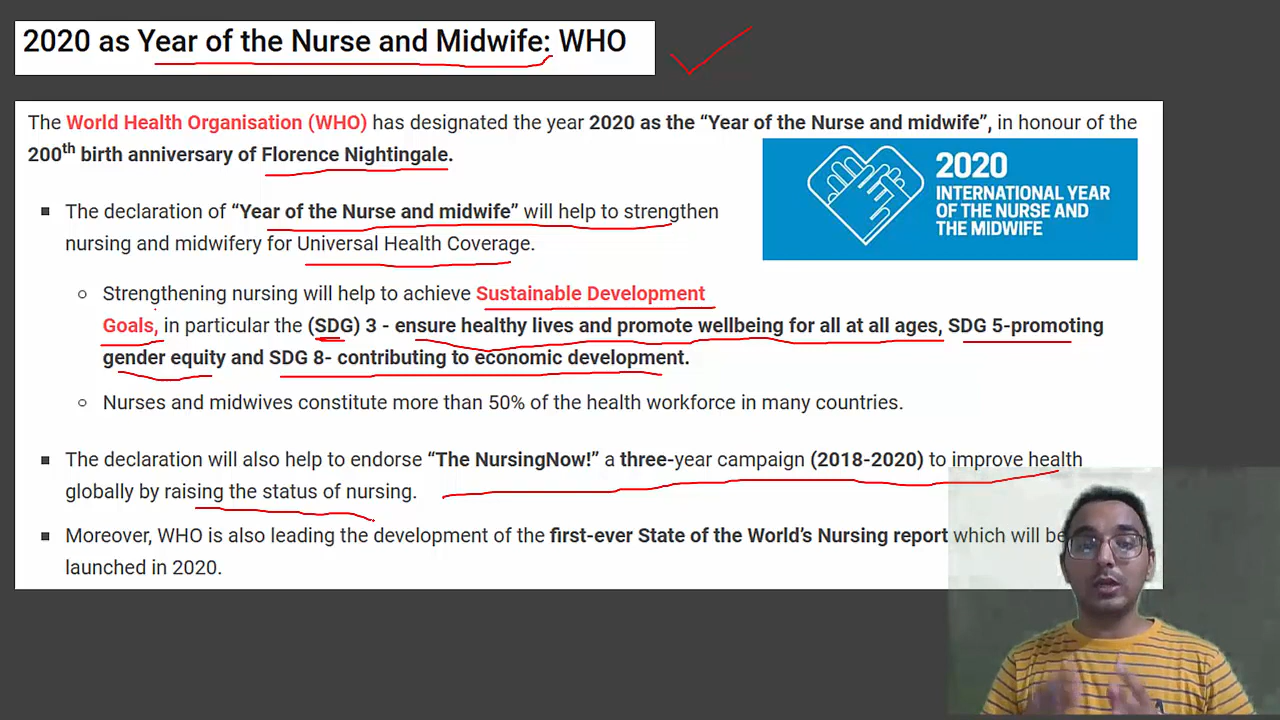 2020 as Year of the Nurse and Midwife: WHO
The World Health Organisation (WHO) has designated the year 2020 as the “Year of the Nurse and midwife”, in honour of the
200th birth anniversary of Florence Nightingale.
2020
INTERNATIONAL YEAR
OF THE NURSE AND
THE MIDWIFE
▪ The declaration of “Year of the Nurse and midwife” will help to strengthen
nursing and midwifery for Universal Health Coverage.
○ Strengthening nursing will help to achieve Sustainable Development
Goals, in particular the (SDG) 3 - ensure healthy lives and promote wellbeing for all at all ages, SDG 5-promoting
gender equity and SDG 8- contributing to economic development.
○ Nurses and midwives constitute more than 50% of the health workforce in many countries.
▪ The declaration will also help to endorse “The NursingNow!” a three-year campaign (2018-2020) to improve health
globally by raising the status of nursing.
▪ Moreover, WHO is also leading the development of the first-ever State of the World’s Nursing report which will be
launched in 2020.